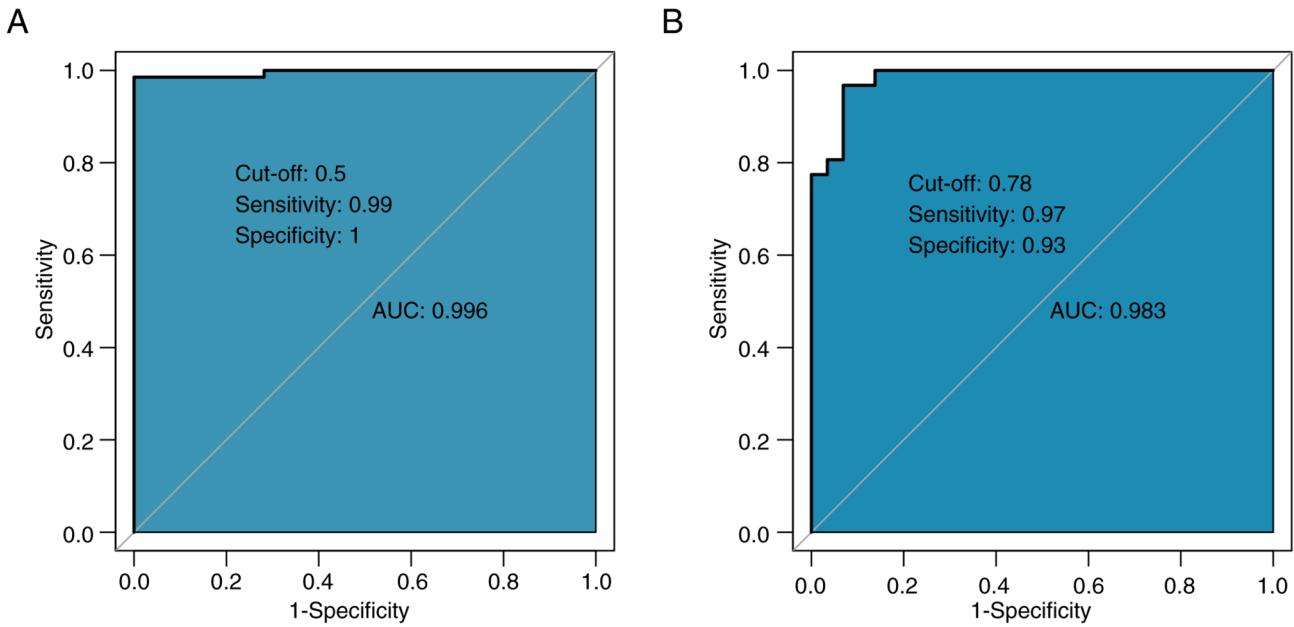 A
1.0
0.8
0.6
0.4
0.2
0.0
Sensitivity
Cut-off: 0.5
Sensitivity: 0.99
Specificity: 1
AUC: 0.996
0.0 0.2 0.4 0.6 0.8 1.0
1-Specificity
B
1.0
0.8
0.6
0.4
0.2
0.0
Sensitivity
Cut-off: 0.78
Sensitivity: 0.97
Specificity: 0.93
AUC: 0.983
0.0 0.2 0.4 0.6 0.8 1.0
1-Specificity